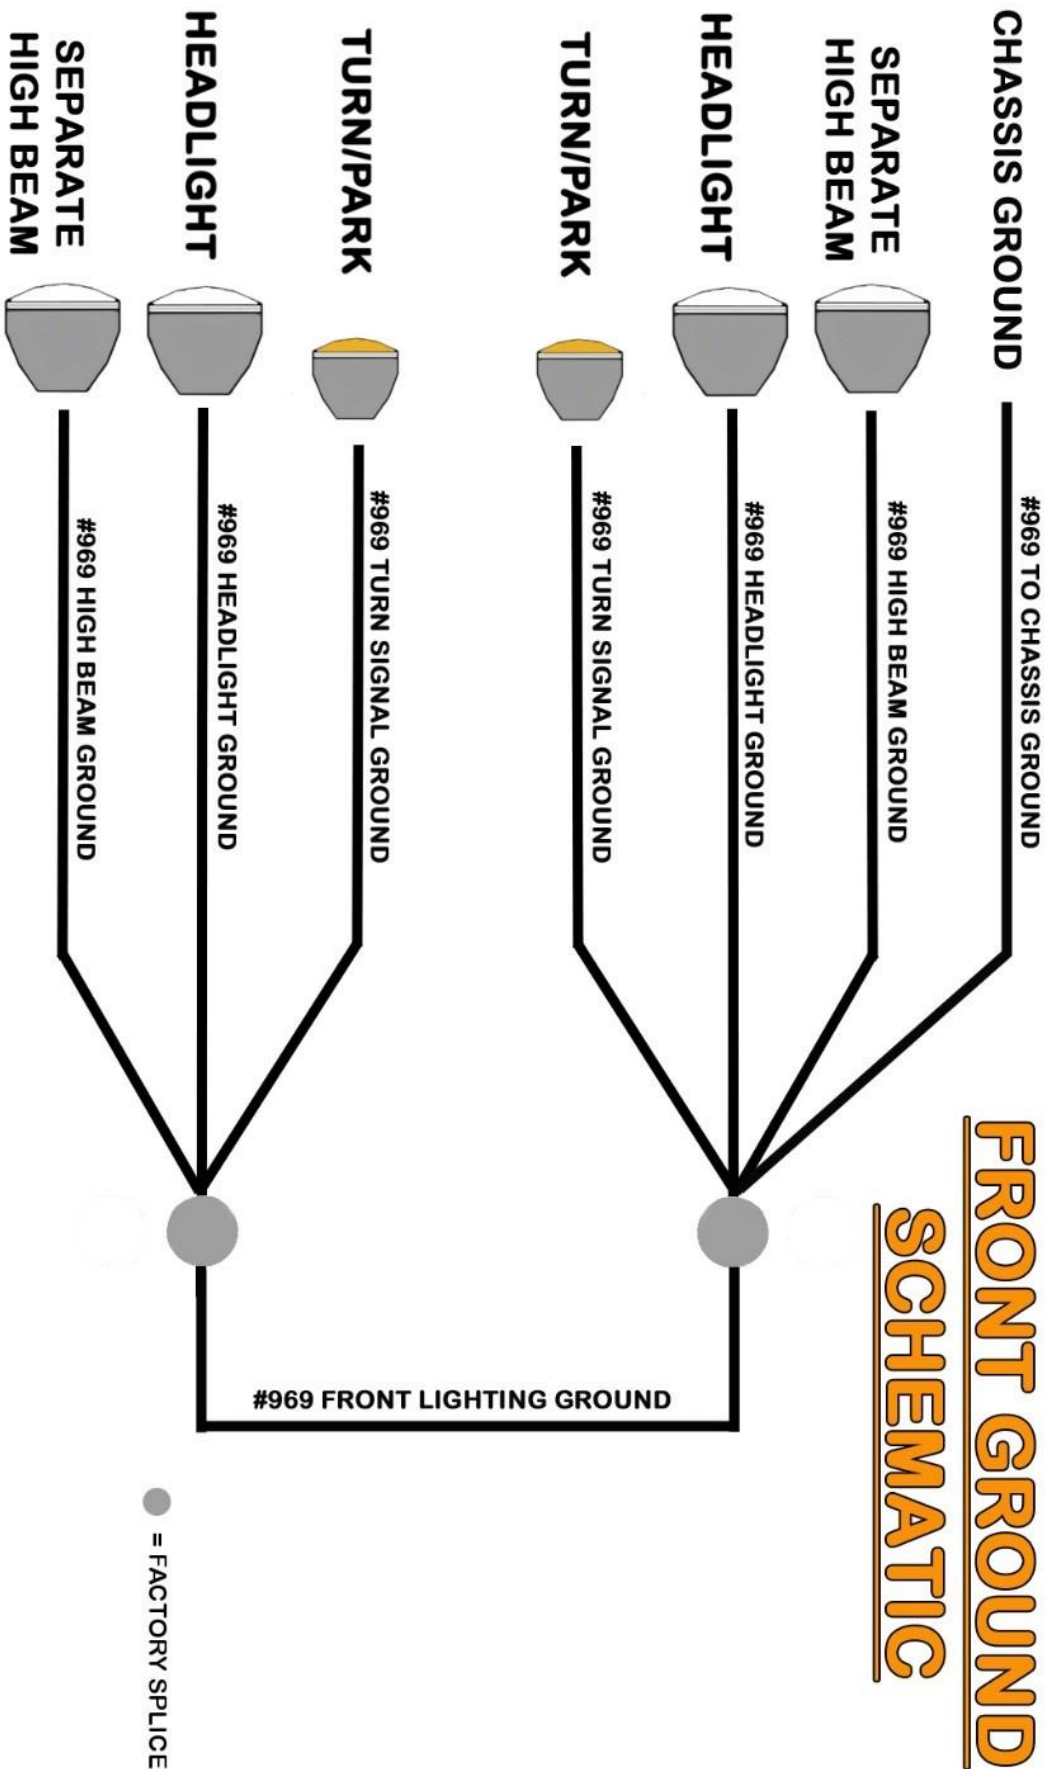 FRONT GROUND
SCHEMATIC
CHASSIS GROUND
#969 TO CHASSIS GROUND
SEPARATE
HIGH BEAM
#969 HIGH BEAM GROUND
HEADLIGHT
#969 HEADLIGHT GROUND
TURN/PARK
#969 TURN SIGNAL GROUND
#969 FRONT LIGHTING GROUND
TURN/PARK
#969 TURN SIGNAL GROUND
HEADLIGHT
#969 HEADLIGHT GROUND
SEPARATE
HIGH BEAM
#969 HIGH BEAM GROUND
= FACTORY SPLICE